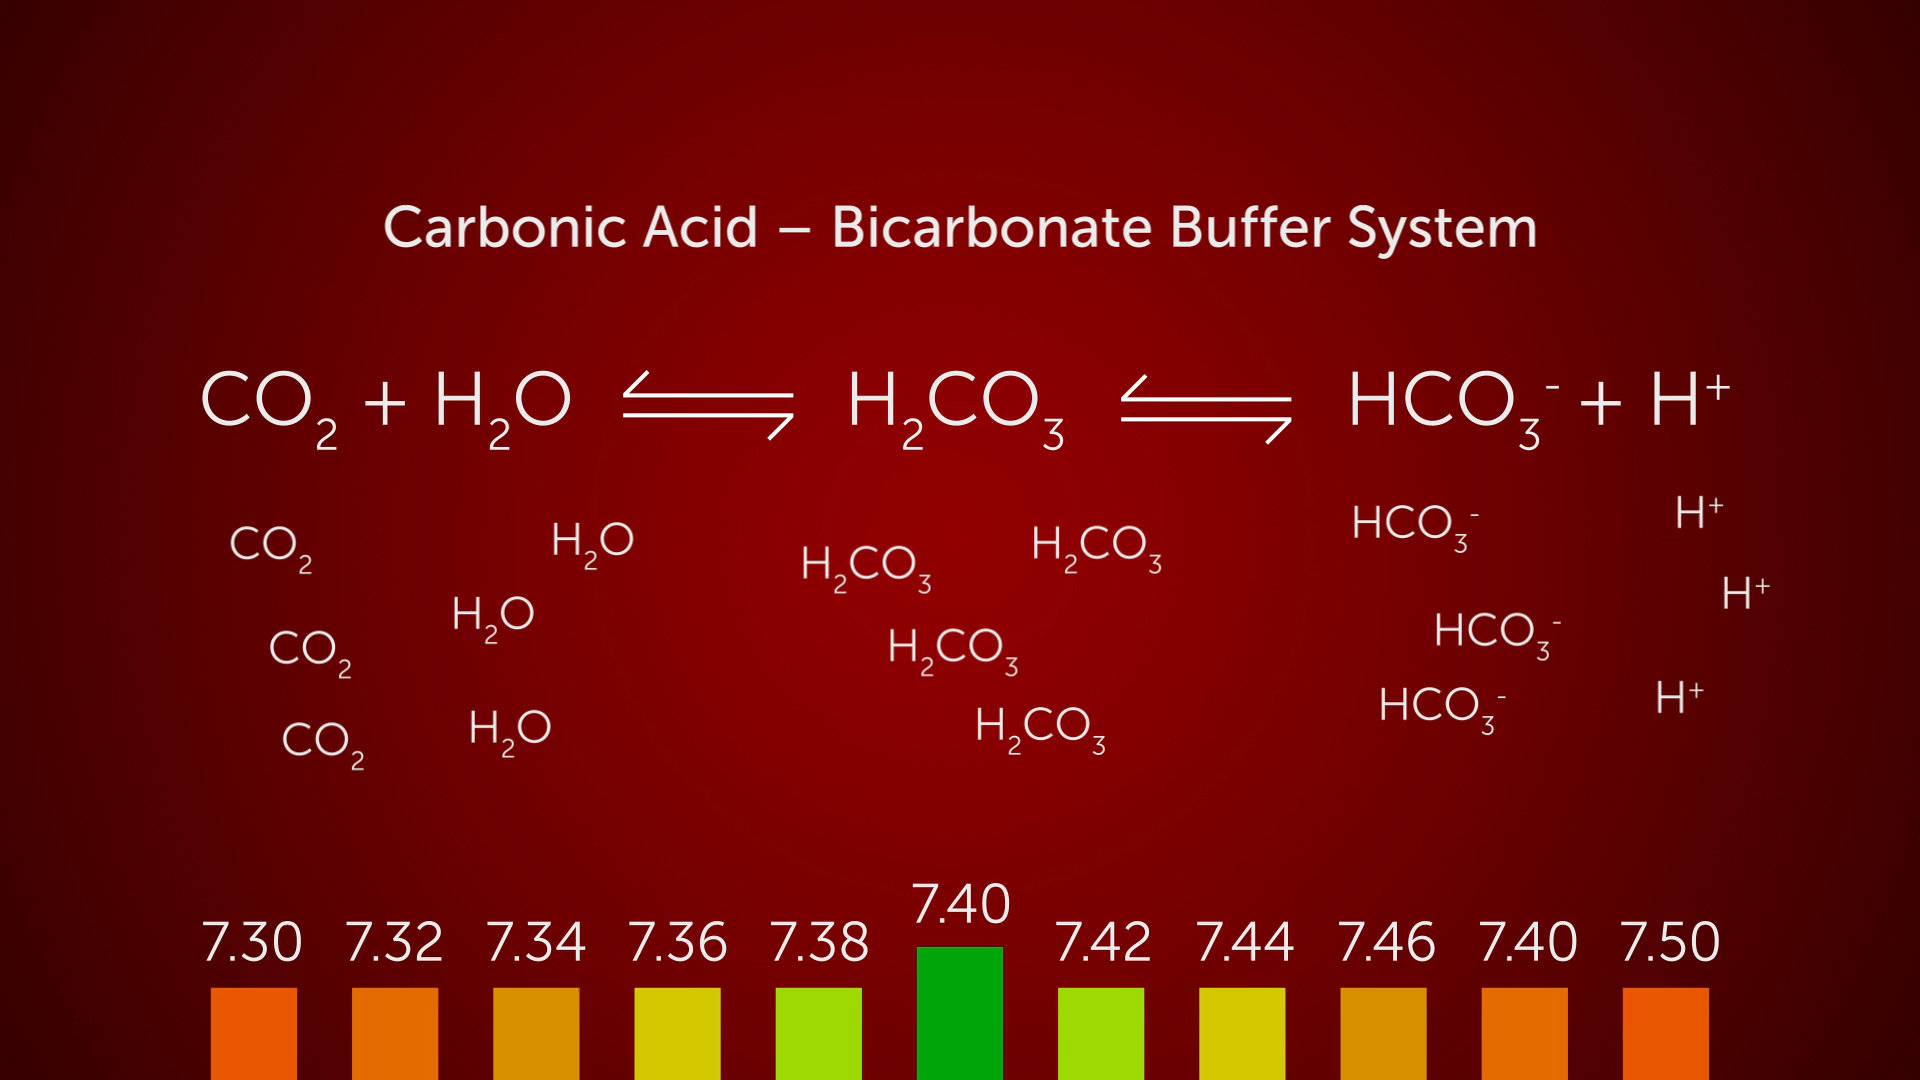 Carbonic Acid – Bicarbonate Buffer System
CO₂ + H₂O ⇌ H₂CO₃ ⇌ HCO₃⁻ + H⁺
HCO₃⁻ H⁺
CO₂ H₂O H₂CO₃ H₂CO₃
H⁺
H₂O HCO₃⁻
CO₂ H₂CO₃
HCO₃⁻ H⁺
CO₂ H₂O H₂CO₃
7.30 7.32 7.34 7.36 7.38 7.40 7.42 7.44 7.46 7.40 7.50